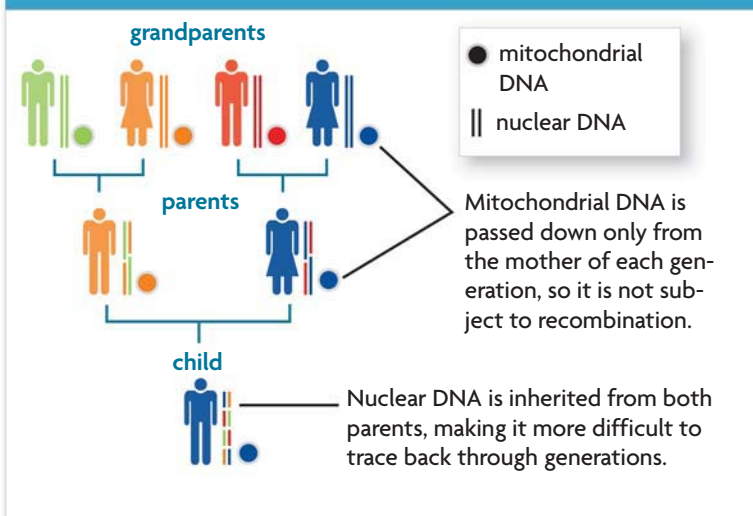 grandparents
mitochondrial
DNA
nuclear DNA
parents
Mitochondrial DNA is
passed down only from
the mother of each gen-
eration, so it is not sub-
ject to recombination.
child
Nuclear DNA is inherited from both
parents, making it more difficult to
trace back through generations.